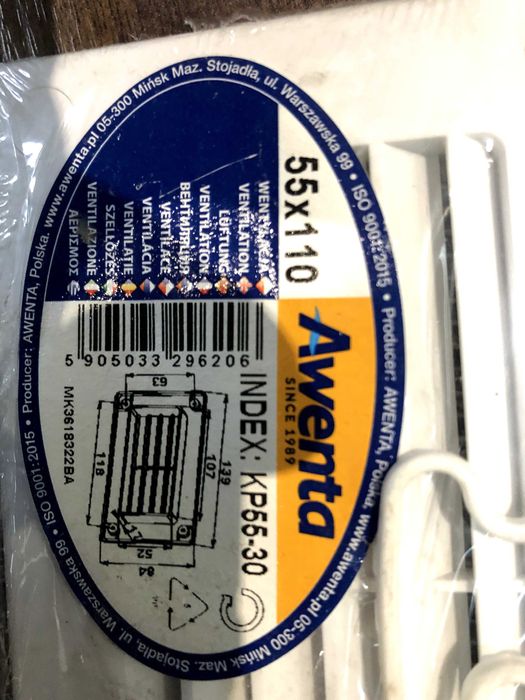 www.awenta.pl 05-300 Mińsk Maz. Stojadła, ul. Warszawska 99 • ISO 9001:2015 • Producer: AWENTA, Polska. www.awenta.pl 05-300 Mińsk Maz. Stojadła, ul. Warszawska 99 • ISO 9001:2015 • Producer: AWENTA, Polska.
55x110
WENTYLACJA
VENTILATION
LÜFTUNG
VENTILATION
ВЕНТИЛЯЦИЯ
VENTILACE
VENTILÁCIA
VENTILATIE
SZELLŐZÉS
VENTILAZIONE
ΑΕΡΙΣΜΟΣ
Awenta
SINCE 1989
INDEX: KP55-30
5 905033 296206
MK3618322BA
63
118
107
139
17
52
84